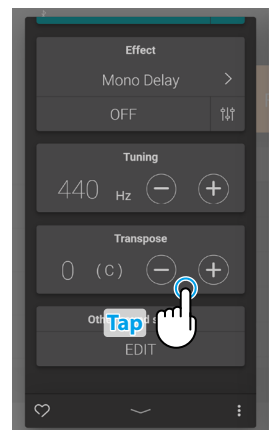 Effect
Mono Delay
OFF
Tuning
440 Hz
Transpose
0 (C)
Tap
EDIT